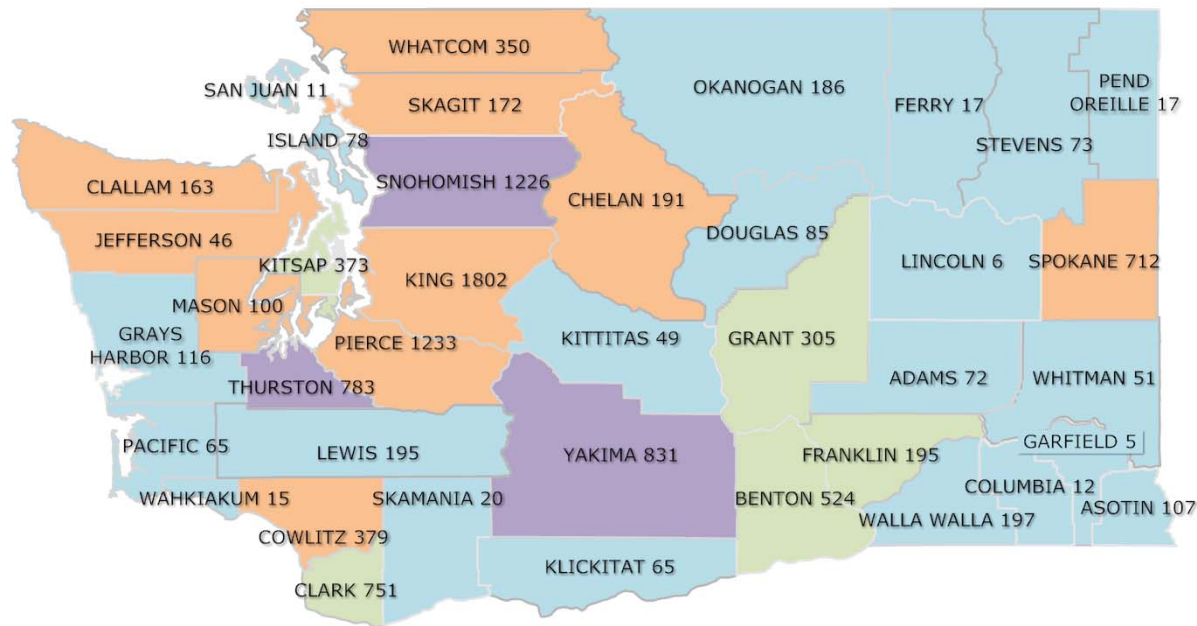 WHATCOM 350
SAN JUAN 11
SKAGIT 172
OKANOGAN 186
FERRY 17
PEND
OREILLE 17
ISLAND 78
STEVENS 73
CLALLAM 163
SNOHOMISH 1226
CHELAN 191
JEFFERSON 46
DOUGLAS 85
KITSAP 373
LINCOLN 6
SPOKANE 712
KING 1802
MASON 100
GRAYS
HARBOR 116
PIERCE 1233
KITTITAS 49
GRANT 305
ADAMS 72
WHITMAN 51
THURSTON 783
PACIFIC 65
LEWIS 195
YAKIMA 831
FRANKLIN 195
GARFIELD 5
WAHKIAKUM 15
SKAMANIA 20
BENTON 524
COLUMBIA 12
ASOTIN 107
WALLA WALLA 197
COWLITZ 379
KLICKITAT 65
CLARK 751